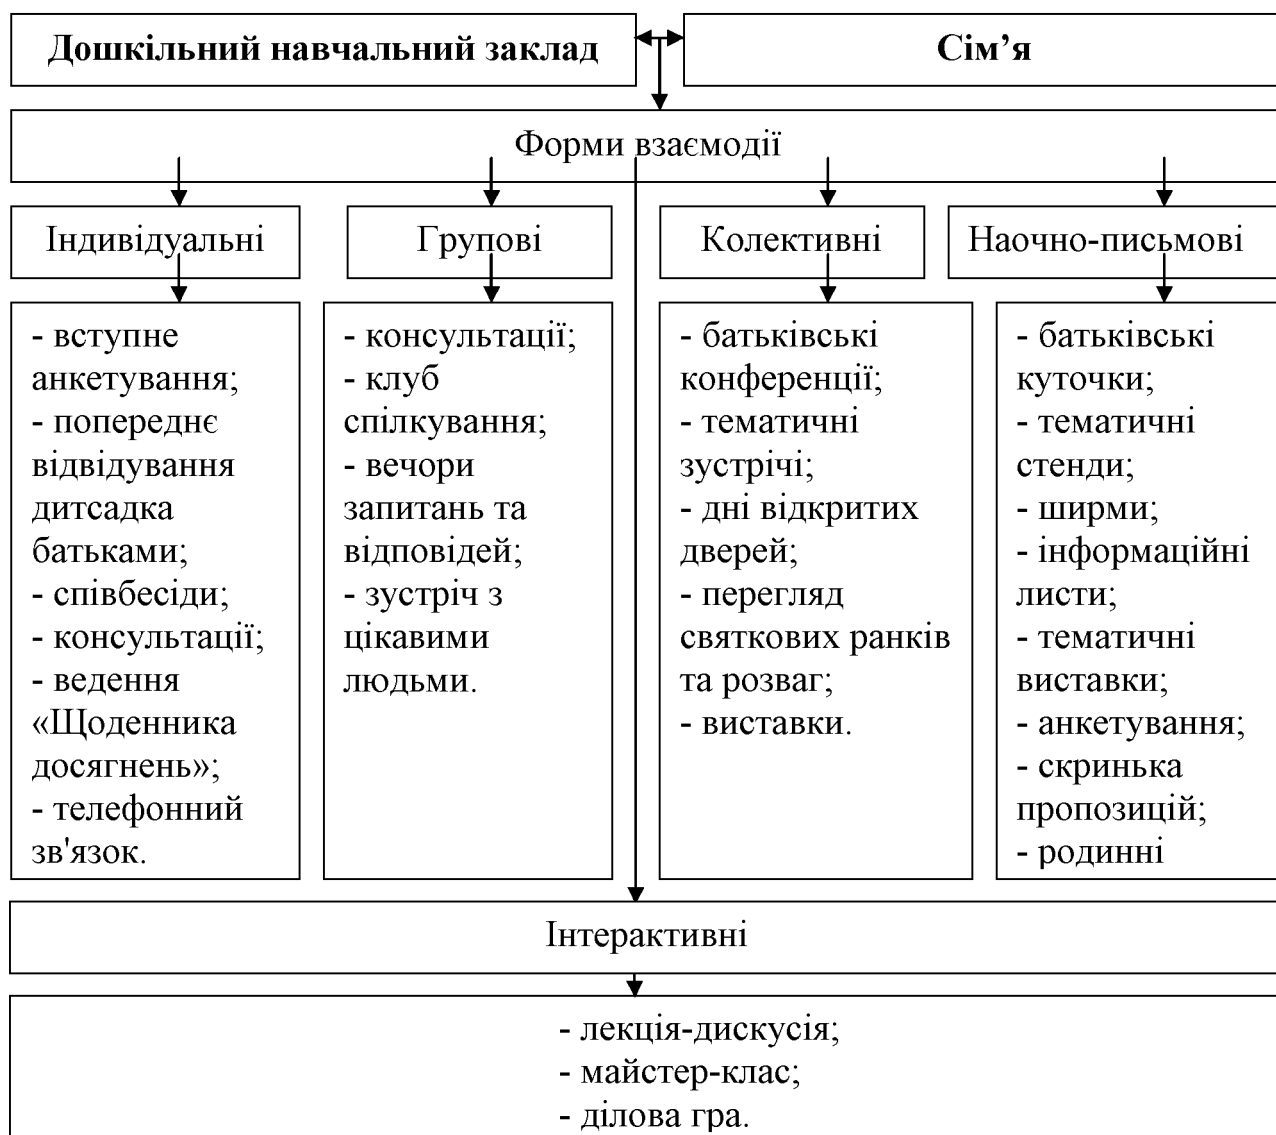 Дошкільний навчальний заклад
Сім’я
Форми взаємодії
Індивідуальні
Групові
Колективні
Наочно-письмові
- вступне
анкетування;
- попереднє
відвідування
дитсадка
батьками;
- співбесіди;
- консультації;
- ведення
«Щоденника
досягнень»;
- телефонний
зв'язок.
- консультації;
- клуб
спілкування;
- вечори
запитань та
відповідей;
- зустріч з
цікавими
людьми.
- батьківські
конференції;
- тематичні
зустрічі;
- дні відкритих
дверей;
- перегляд
святкових ранків
та розваг;
- виставки.
- батьківські
куточки;
- тематичні
стенди;
- ширми;
- інформаційні
листи;
- тематичні
виставки;
- анкетування;
- скринька
пропозицій;
- родинні
Інтерактивні
- лекція-дискусія;
- майстер-клас;
- ділова гра.